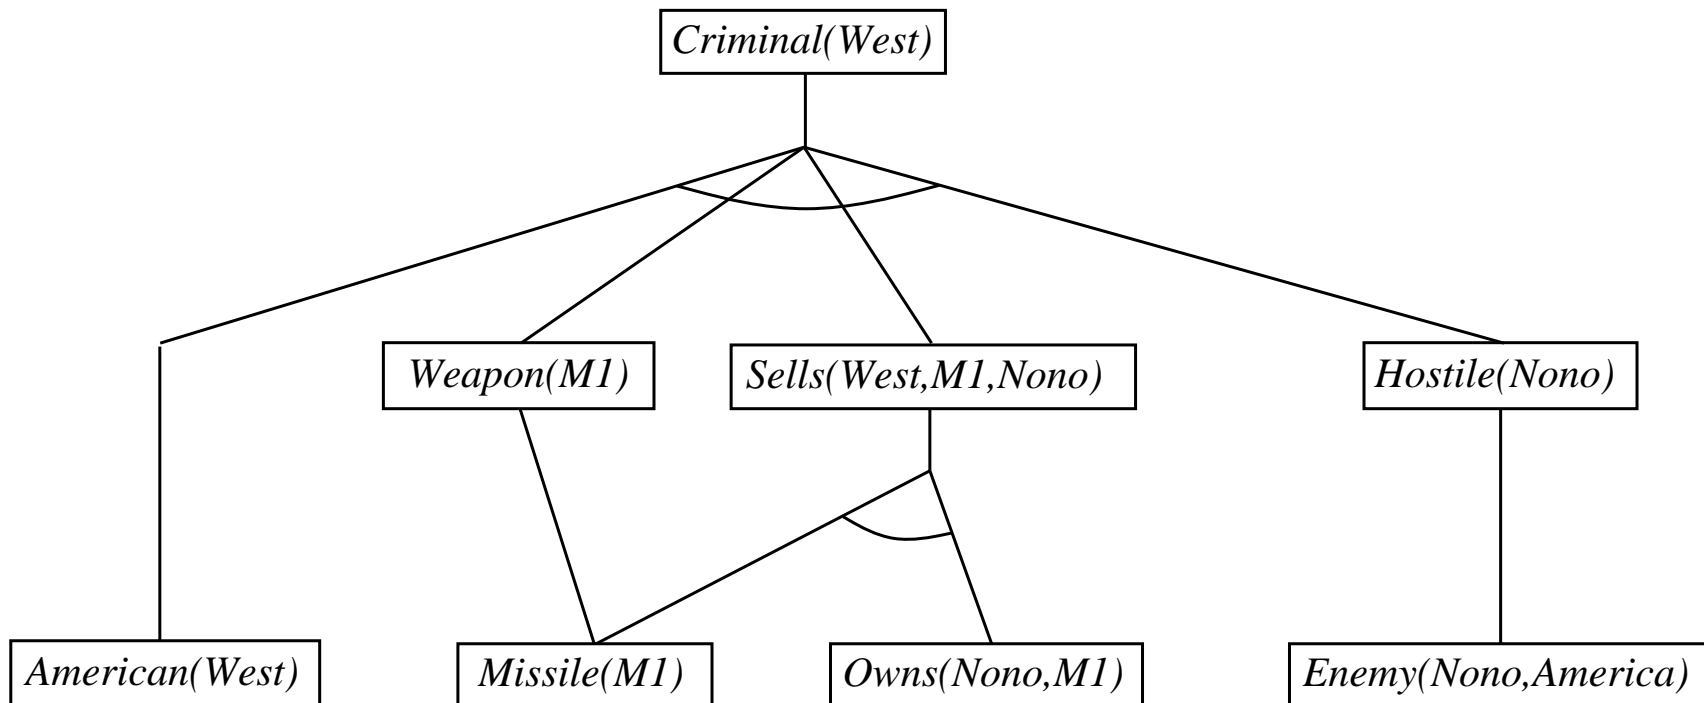 Criminal(West)
Weapon(M1)
Sells(West,M1,Nono)
Hostile(Nono)
American(West)
Missile(M1)
Owns(Nono,M1)
Enemy(Nono,America)